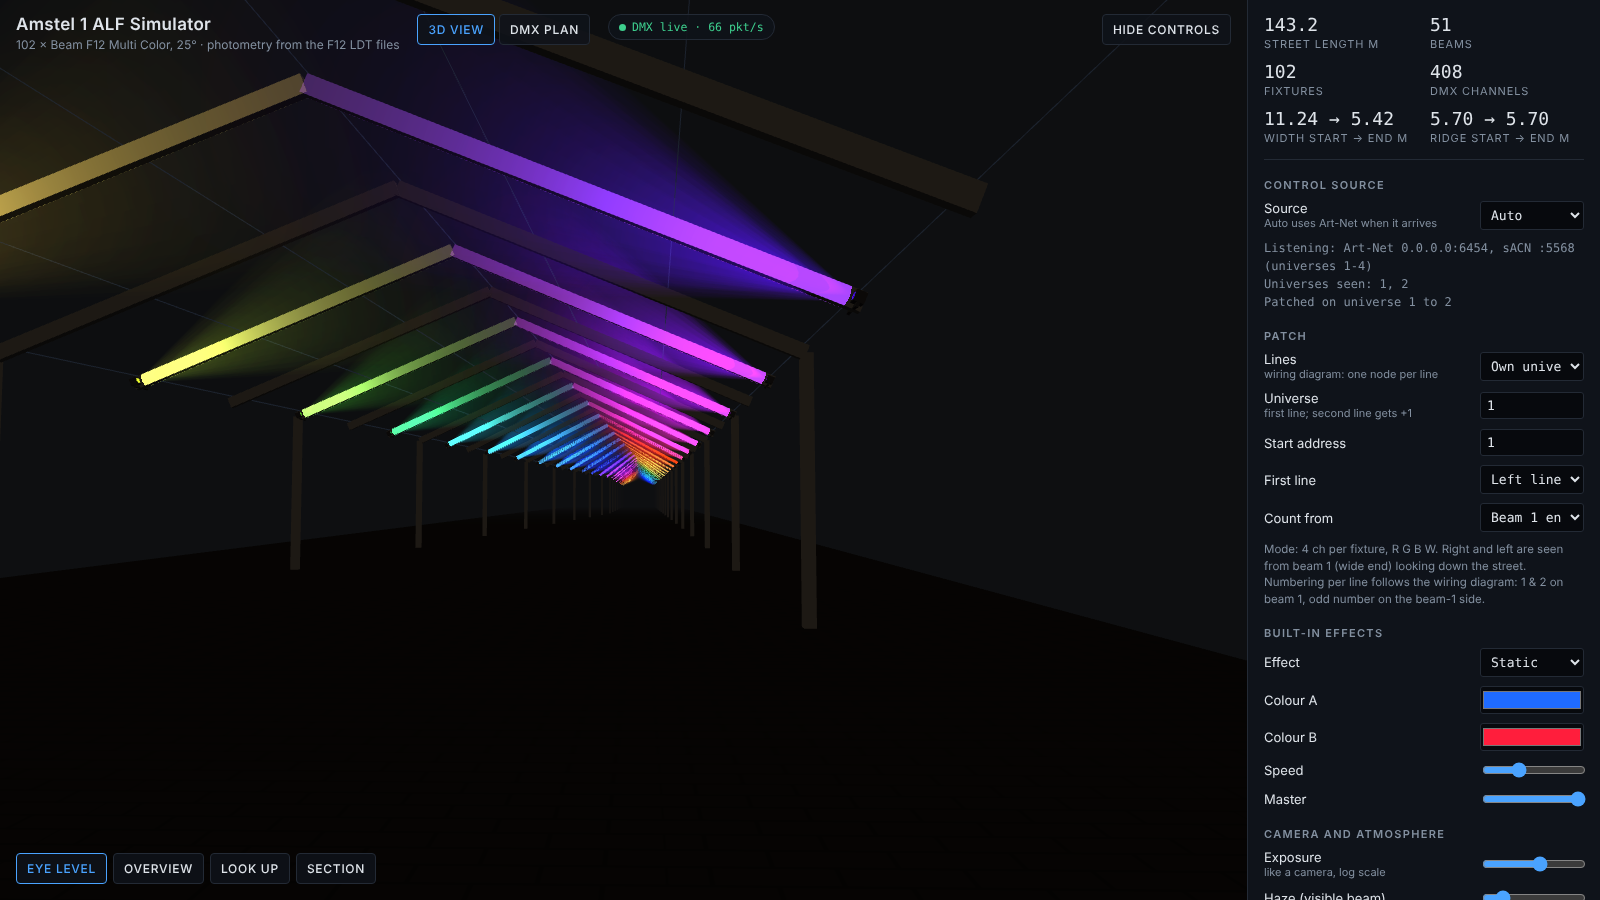 Amstel 1 ALF Simulator
102 × Beam F12 Multi Color, 25° · photometry from the F12 LDT files
3D VIEW
DMX PLAN
DMX live · 66 pkt/s
HIDE CONTROLS
143.2
STREET LENGTH M
51
BEAMS
102
FIXTURES
408
DMX CHANNELS
11.24 → 5.42
WIDTH START → END M
5.70 → 5.70
RIDGE START → END M
CONTROL SOURCE
Source
Auto uses Art-Net when it arrives
Auto
Listening: Art-Net 0.0.0.0:6454, sACN :5568
(universes 1-4)
Universes seen: 1, 2
Patched on universe 1 to 2
PATCH
Lines
wiring diagram: one node per line
Own unive
Universe
first line; second line gets +1
1
Start address
1
First line
Left line
Count from
Beam 1 en
Mode: 4 ch per fixture, R G B W. Right and left are seen
from beam 1 (wide end) looking down the street.
Numbering per line follows the wiring diagram: 1 & 2 on
beam 1, odd number on the beam-1 side.
BUILT-IN EFFECTS
Effect
Static
Colour A
Colour B
Speed
Master
CAMERA AND ATMOSPHERE
Exposure
like a camera, log scale
Haze (visible beam)
EYE LEVEL
OVERVIEW
LOOK UP
SECTION